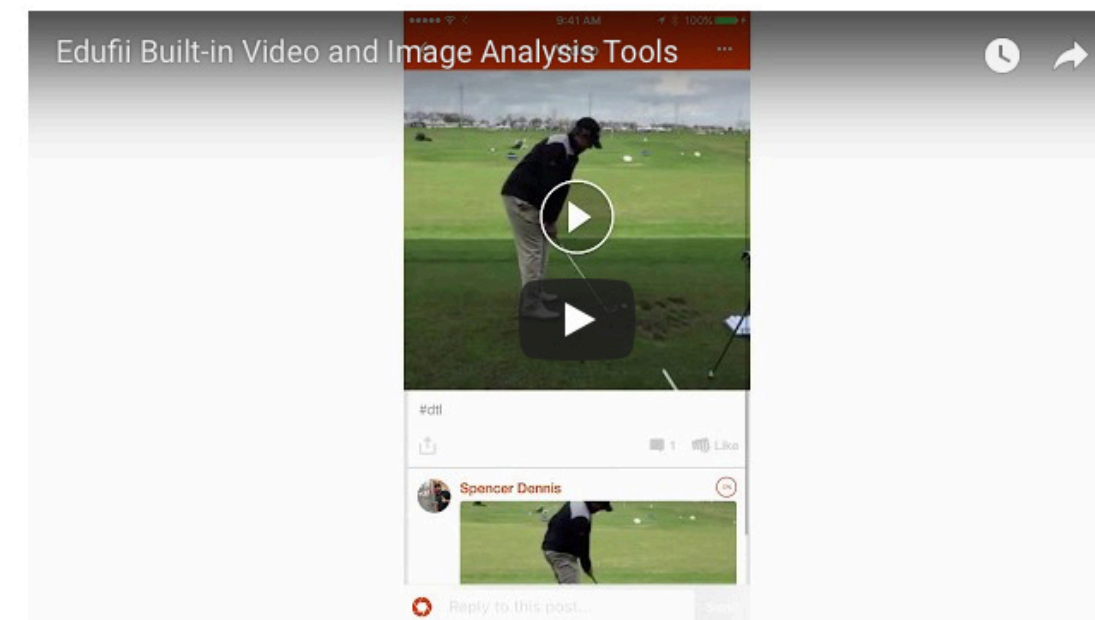 9:41 AM
100%
Edufii Built-in Video and Image Analysis Tools
#dtl
1
Like
Spencer Dennis
Reply to this post...